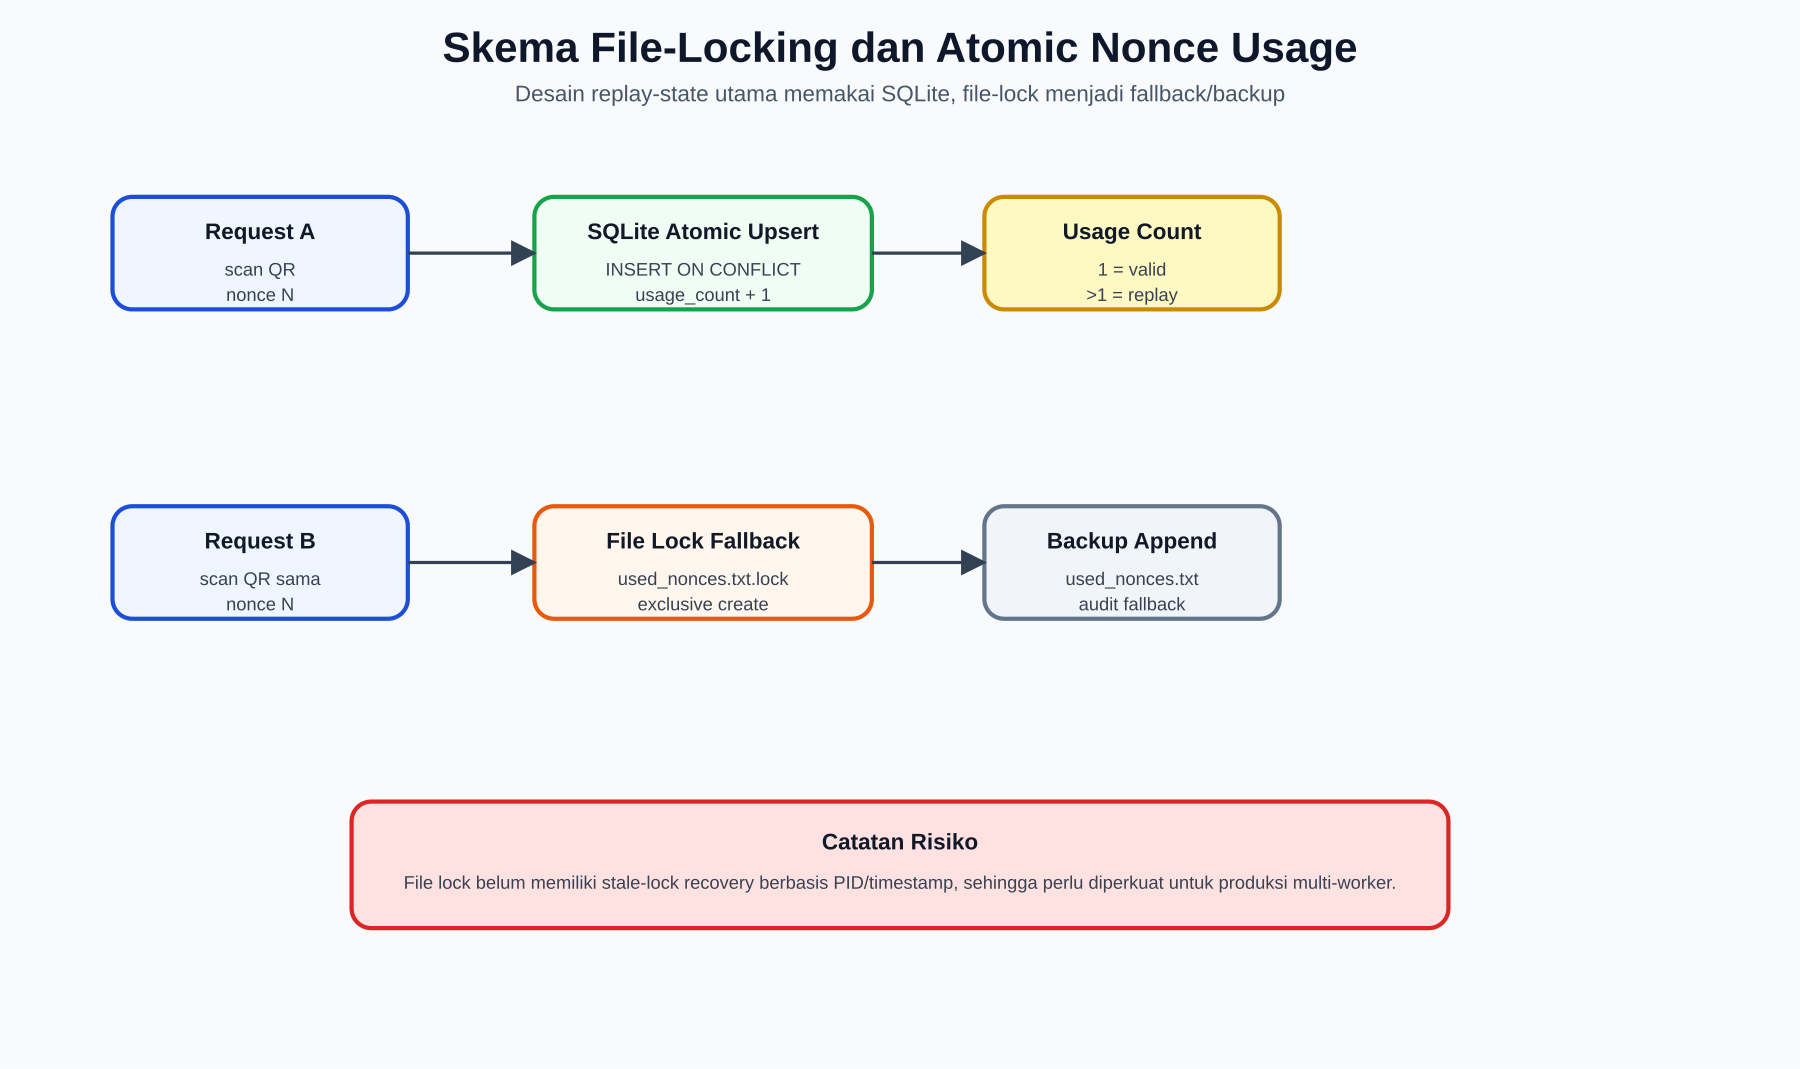 Skema File-Locking dan Atomic Nonce Usage
Desain replay-state utama memakai SQLite, file-lock menjadi fallback/backup
Request A
scan QR
nonce N
SQLite Atomic Upsert
INSERT ON CONFLICT
usage_count + 1
Usage Count
1 = valid
>1 = replay
Request B
scan QR sama
nonce N
File Lock Fallback
used_nonces.txt.lock
exclusive create
Backup Append
used_nonces.txt
audit fallback
Catatan Risiko
File lock belum memiliki stale-lock recovery berbasis PID/timestamp, sehingga perlu diperkuat untuk produksi multi-worker.